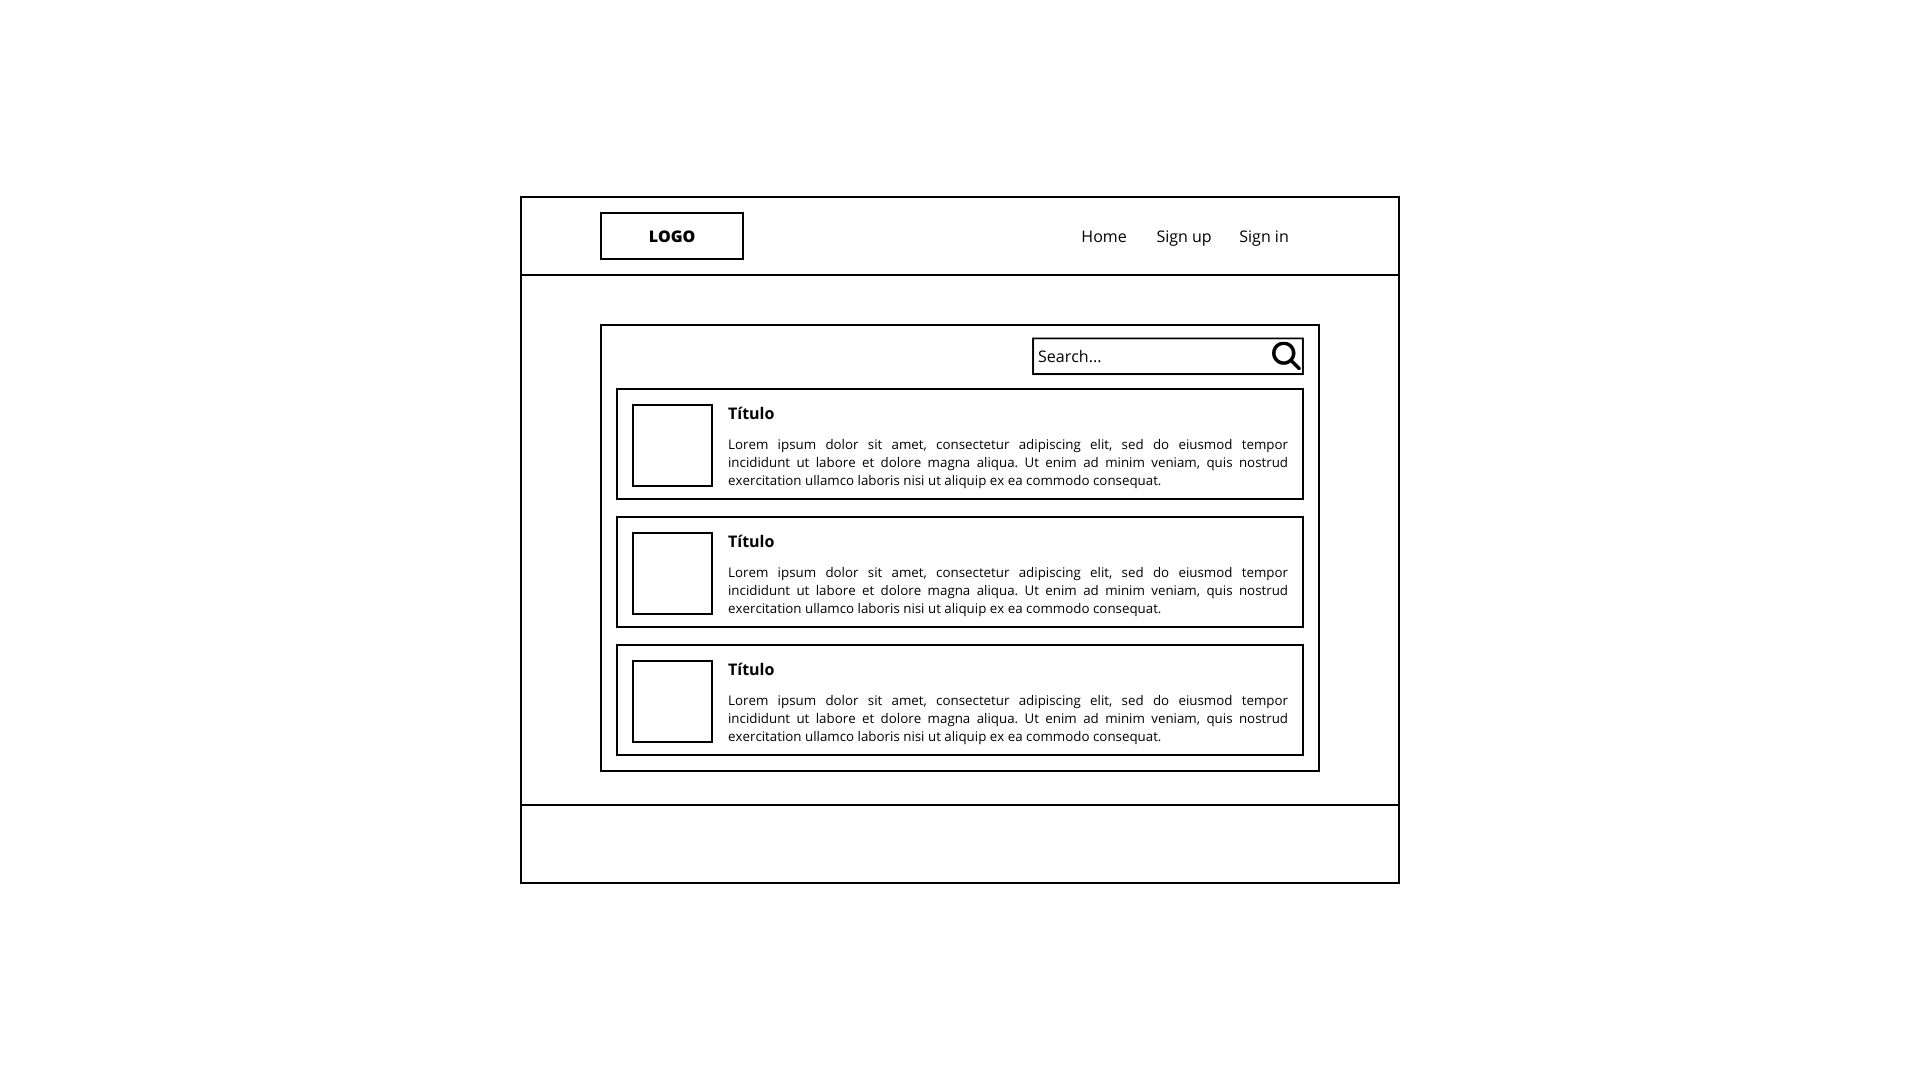 LOGO
Home Sign up Sign in
Search...
Título
Lorem ipsum dolor sit amet, consectetur adipiscing elit, sed do eiusmod tempor
incididunt ut labore et dolore magna aliqua. Ut enim ad minim veniam, quis nostrud
exercitation ullamco laboris nisi ut aliquip ex ea commodo consequat.
Título
Lorem ipsum dolor sit amet, consectetur adipiscing elit, sed do eiusmod tempor
incididunt ut labore et dolore magna aliqua. Ut enim ad minim veniam, quis nostrud
exercitation ullamco laboris nisi ut aliquip ex ea commodo consequat.
Título
Lorem ipsum dolor sit amet, consectetur adipiscing elit, sed do eiusmod tempor
incididunt ut labore et dolore magna aliqua. Ut enim ad minim veniam, quis nostrud
exercitation ullamco laboris nisi ut aliquip ex ea commodo consequat.